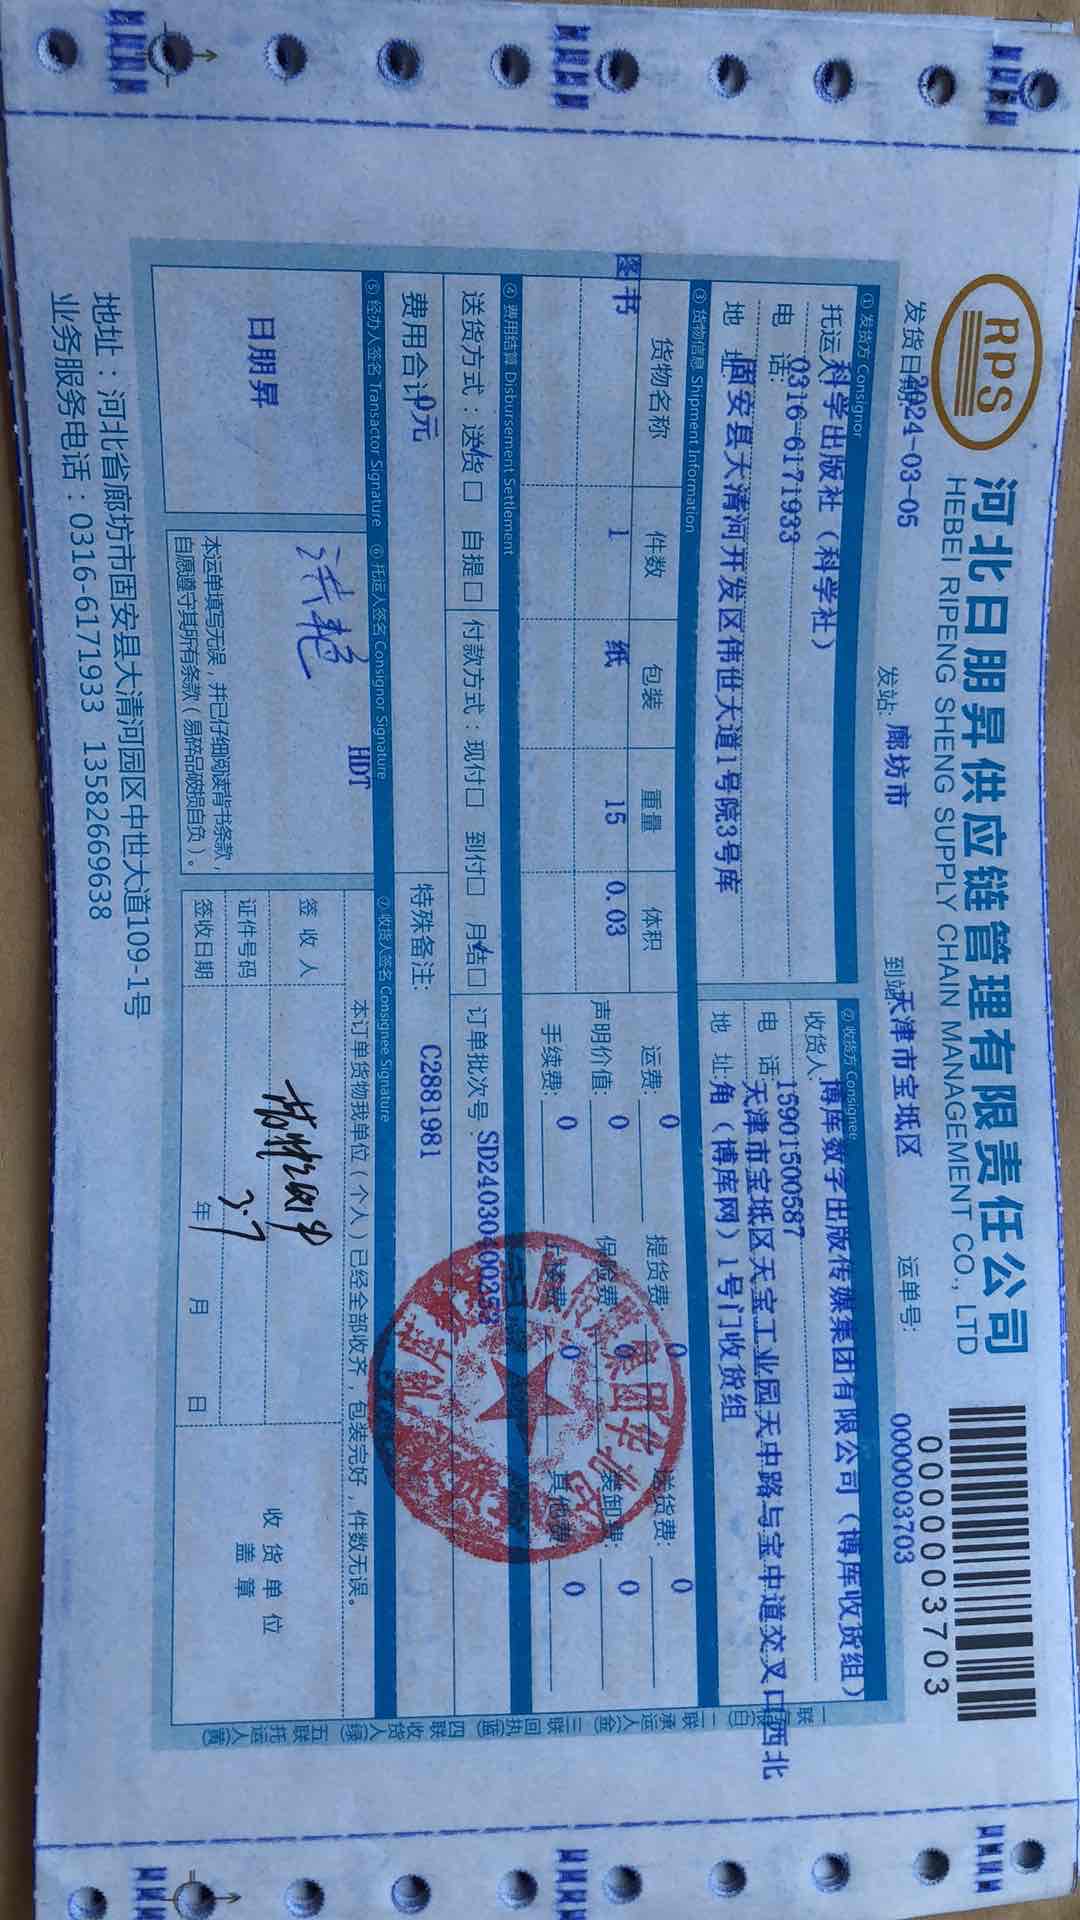 RPS
河北日朋昇供应链管理有限责任公司
HEBEI RIPENG SHENG SUPPLY CHAIN MANAGEMENT CO., LTD
0000003703
发货日期 2024-03-05 发站: 廊坊市 到站 天津市宝坻区 运单号: 0000003703
① 发货方 Consignor
托运人 科学出版社（科学社）
电 话: 0316-6171933
地 址 固安县大清河开发区伟世大道1号院3号库
② 收货方 Consignee
收货人 博库数字出版传媒集团有限公司（博库收货组）
电 话 15901500587
地 址: 天津市宝坻区天宝工业园天中路与宝中道交叉口西北
角（博库网）1号门收货组
③ 货物信息 Shipment Information
货物名称 件数 包装 重量 体积
图书 1 纸 15 0.03
运费: 0 提货费: 0 送货费: 0
声明价值: 0 保险费: 0 装卸费: 0
手续费: 0 上楼费: 0 其他费: 0
④ 费用结算 Disbursement Settlement
送货方式：送货☐ 自提☐ 付款方式：现付☐ 到付☐ 月结☐ 订单批次号: SD24030400253
费用合计: 0元 特殊备注: C2881981
⑤ 经办人签名 Transactor Signature
日朋昇
⑥ 托运人签名 Consignor Signature
HDT
本运单填写无误，并已仔细阅读背书条款，
自愿遵守其所有条款（易碎品破损自负）。
⑦ 收货人签名 Consignee Signature
本订单货物我单位（个人）已经全部收齐，包装完好，件数无误。
签 收 人
证件号码
签收日期 年 月 日
3.7
收 货 单 位
盖 章
一联 白
二联承运人(金)
三联回执(蓝)
四联收货人(绿)
五联托运人(黄)
地址：河北省廊坊市固安县大清河园区中世大道109-1号
业务服务电话：0316-6171933 13582669638